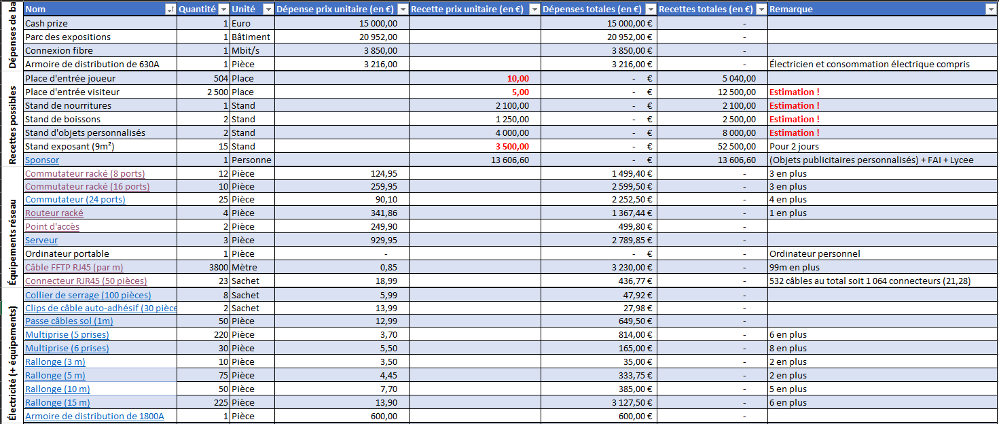 Nom Quantité Unité Dépense prix unitaire (en €) Recette prix unitaire (en €) Dépenses totales (en €) Recettes totales (en €) Remarque
Dépenses de ba
Cash prize 1 Euro 15 000,00 15 000,00 € -
Parc des expositions 1 Bâtiment 20 952,00 20 952,00 € -
Connexion fibre 1 Mbit/s 3 850,00 3 850,00 € -
Armoire de distribution de 630A 1 Pièce 3 216,00 3 216,00 € - Électricien et consommation électrique compris
Recettes possibles
Place d'entrée joueur 504 Place 10,00 - € 5 040,00
Place d'entrée visiteur 2 500 Place 5,00 - € 12 500,00 Estimation !
Stand de nourritures 1 Stand 2 100,00 - € 2 100,00 Estimation !
Stand de boissons 2 Stand 1 250,00 - € 2 500,00 Estimation !
Stand d'objets personnalisés 2 Stand 4 000,00 - € 8 000,00 Estimation !
Stand exposant (9m²) 15 Stand 3 500,00 - € 52 500,00 Pour 2 jours
Sponsor 1 Personne 13 606,60 - € 13 606,60 (Objets publicitaires personnalisés) + FAI + Lycee
Équipements réseau
Commutateur racké (8 ports) 12 Pièce 124,95 1 499,40 € - 3 en plus
Commutateur racké (16 ports) 10 Pièce 259,95 2 599,50 € - 3 en plus
Commutateur (24 ports) 25 Pièce 90,10 2 252,50 € - 4 en plus
Routeur racké 4 Pièce 341,86 1 367,44 € - 1 en plus
Point d'accès 2 Pièce 249,90 499,80 € -
Serveur 3 Pièce 929,95 2 789,85 € -
Ordinateur portable 1 Pièce - - € - Ordinateur personnel
Câble FFTP RJ45 (par m) 3800 Mètre 0,85 3 230,00 € - 99m en plus
Connecteur RJR45 (50 pièces) 23 Sachet 18,99 436,77 € - 532 câbles au total soit 1 064 connecteurs (21,28)
Électricité (+ équipements)
Collier de serrage (100 pièces) 8 Sachet 5,99 47,92 € -
Clips de câble auto-adhésif (30 pièce 2 Sachet 13,99 27,98 € -
Passe câbles sol (1m) 50 Pièce 12,99 649,50 € -
Multiprise (5 prises) 220 Pièce 3,70 814,00 € - 6 en plus
Multiprise (6 prises) 30 Pièce 5,50 165,00 € - 8 en plus
Rallonge (3 m) 10 Pièce 3,50 35,00 € - 2 en plus
Rallonge (5 m) 75 Pièce 4,45 333,75 € - 2 en plus
Rallonge (10 m) 50 Pièce 7,70 385,00 € - 5 en plus
Rallonge (15 m) 225 Pièce 13,90 3 127,50 € - 6 en plus
Armoire de distribution de 1800A 1 Pièce 600,00 600,00 € -